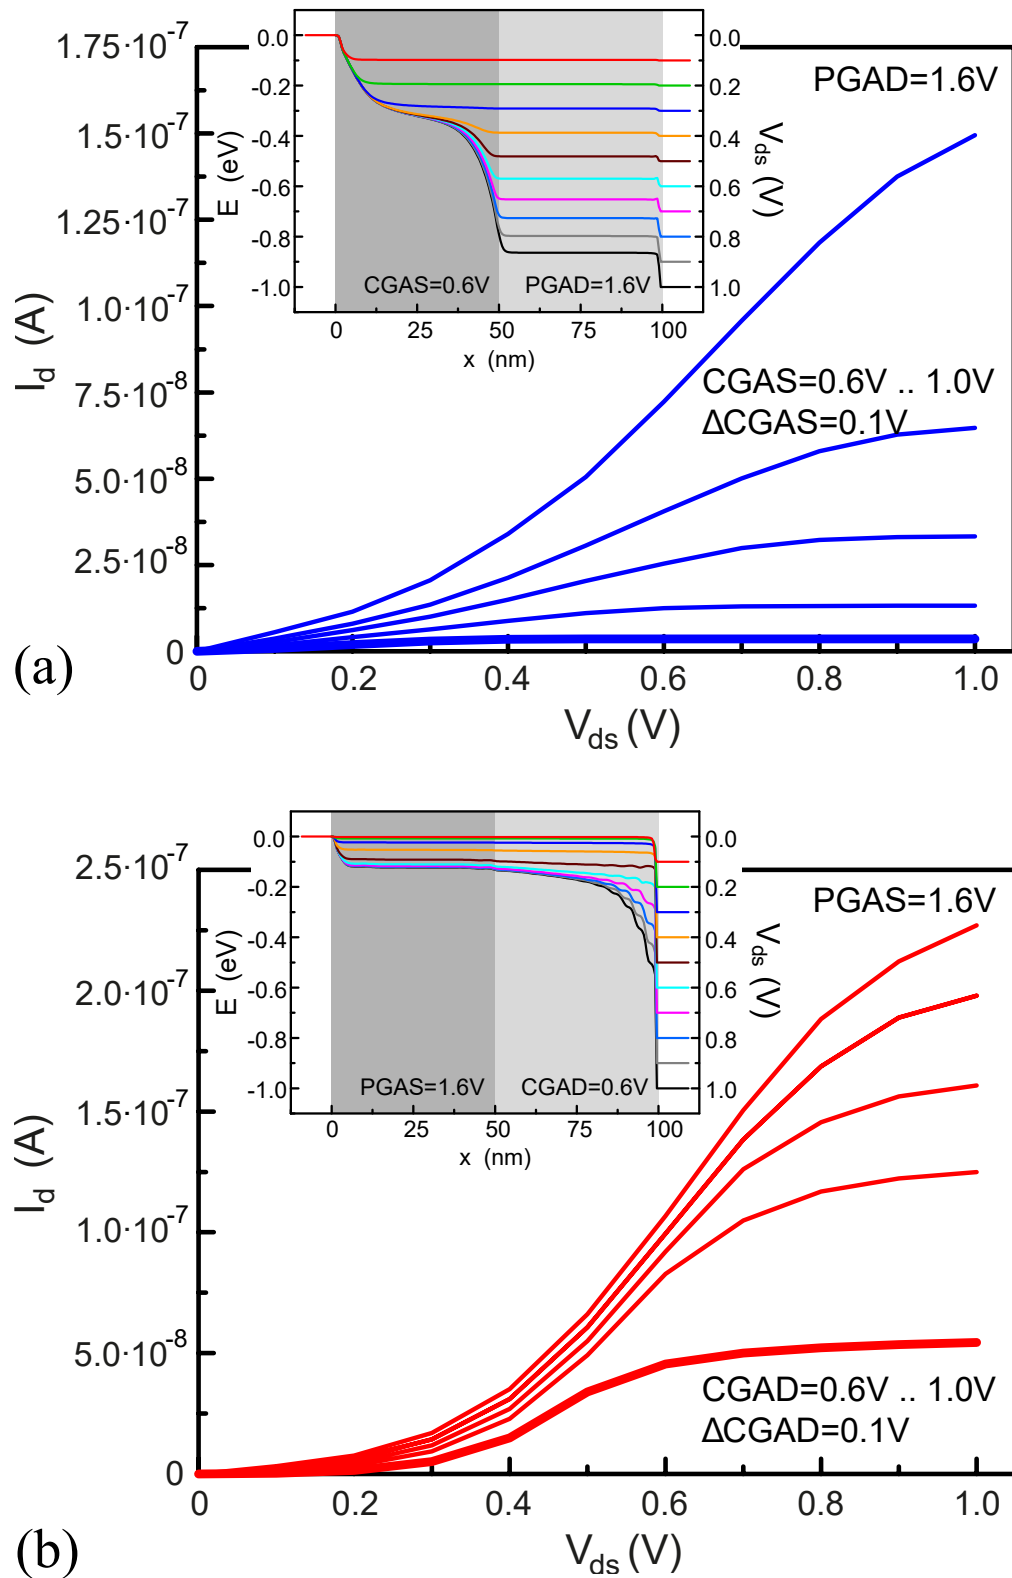 1.75·10-7
1.5·10-7
1.25·10-7
1.0·10-7
7.5·10-8
5.0·10-8
2.5·10-8
0
Id (A)
PGAD=1.6V
0.0
-0.2
-0.4
-0.6
-0.8
-1.0
E (eV)
0.0
0.2
0.4
0.6
0.8
1.0
Vds (V)
CGAS=0.6V PGAD=1.6V
0 25 50 75 100
x (nm)
CGAS=0.6V .. 1.0V
ΔCGAS=0.1V
0 0.2 0.4 0.6 0.8 1.0
Vds (V)
(a)
2.5·10-7
2.0·10-7
1.5·10-7
1.0·10-7
5.0·10-8
0
Id (A)
PGAS=1.6V
0.0
-0.2
-0.4
-0.6
-0.8
-1.0
E (eV)
0.0
0.2
0.4
0.6
0.8
1.0
Vds (V)
PGAS=1.6V CGAD=0.6V
0 25 50 75 100
x (nm)
CGAD=0.6V .. 1.0V
ΔCGAD=0.1V
0 0.2 0.4 0.6 0.8 1.0
Vds (V)
(b)